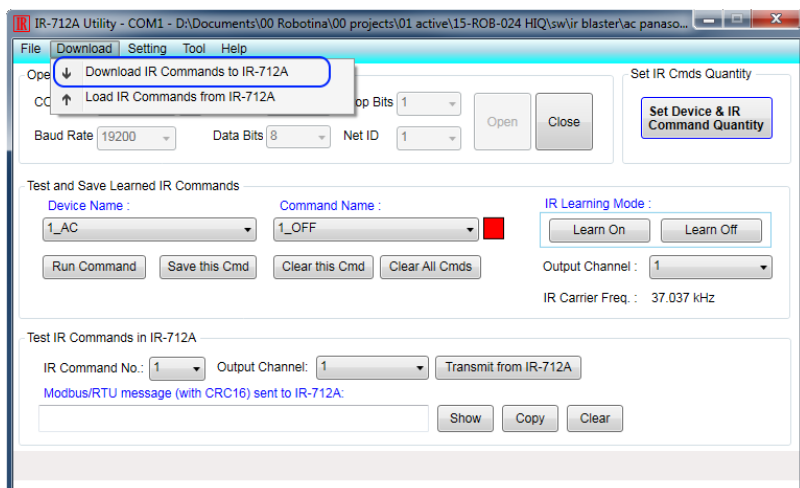 IR-712A Utility - COM1 - D:\Documents\00 Robotina\00 projects\01 active\15-ROB-024 HIQ\sw\ir blaster\ac panaso...
File Download Setting Tool Help
Download IR Commands to IR-712A
Load IR Commands from IR-712A
Set IR Cmds Quantity
Bits 1
Open
Close
Set Device & IR Command Quantity
Baud Rate 19200 Data Bits 8 Net ID 1
Test and Save Learned IR Commands
Device Name : Command Name : IR Learning Mode :
1_AC 1_OFF Learn On Learn Off
Run Command Save this Cmd Clear this Cmd Clear All Cmds Output Channel : 1
IR Carrier Freq. : 37.037 kHz
Test IR Commands in IR-712A
IR Command No.: 1 Output Channel: 1 Transmit from IR-712A
Modbus/RTU message (with CRC16) sent to IR-712A:
Show Copy Clear